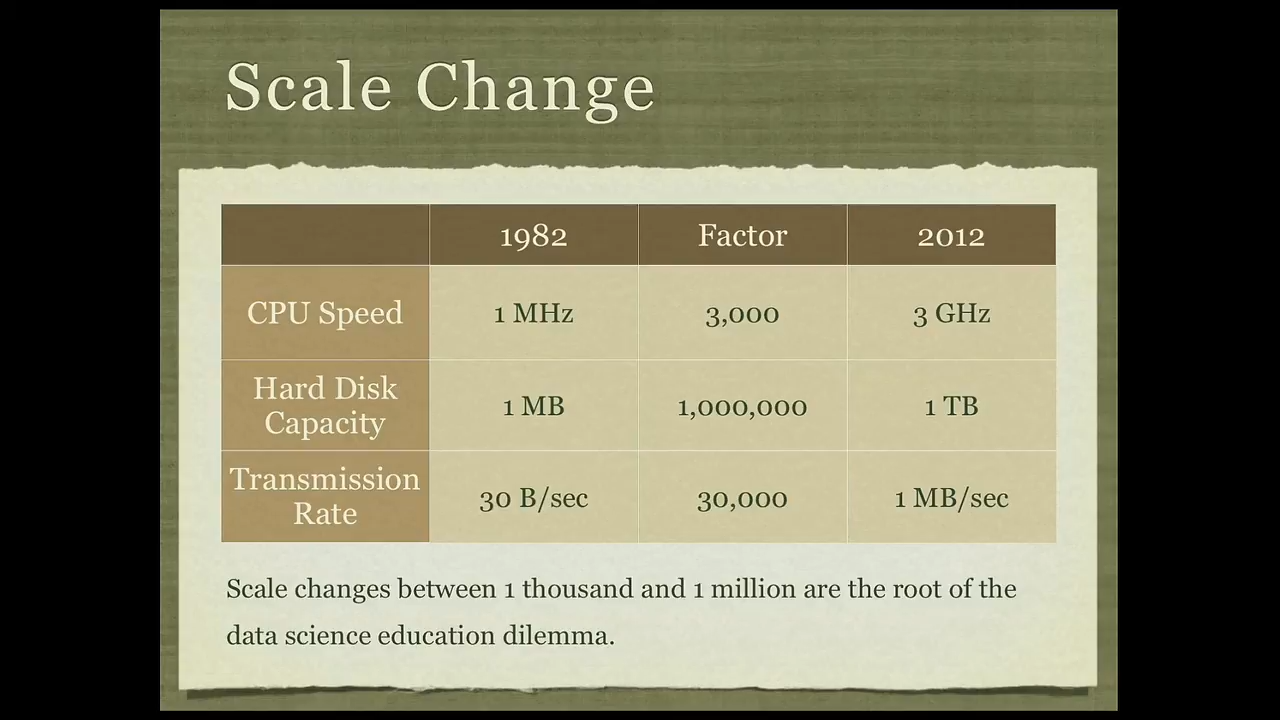 Scale Change
1982 Factor 2012
CPU Speed 1 MHz 3,000 3 GHz
Hard Disk
Capacity 1 MB 1,000,000 1 TB
Transmission
Rate 30 B/sec 30,000 1 MB/sec
Scale changes between 1 thousand and 1 million are the root of the
data science education dilemma.